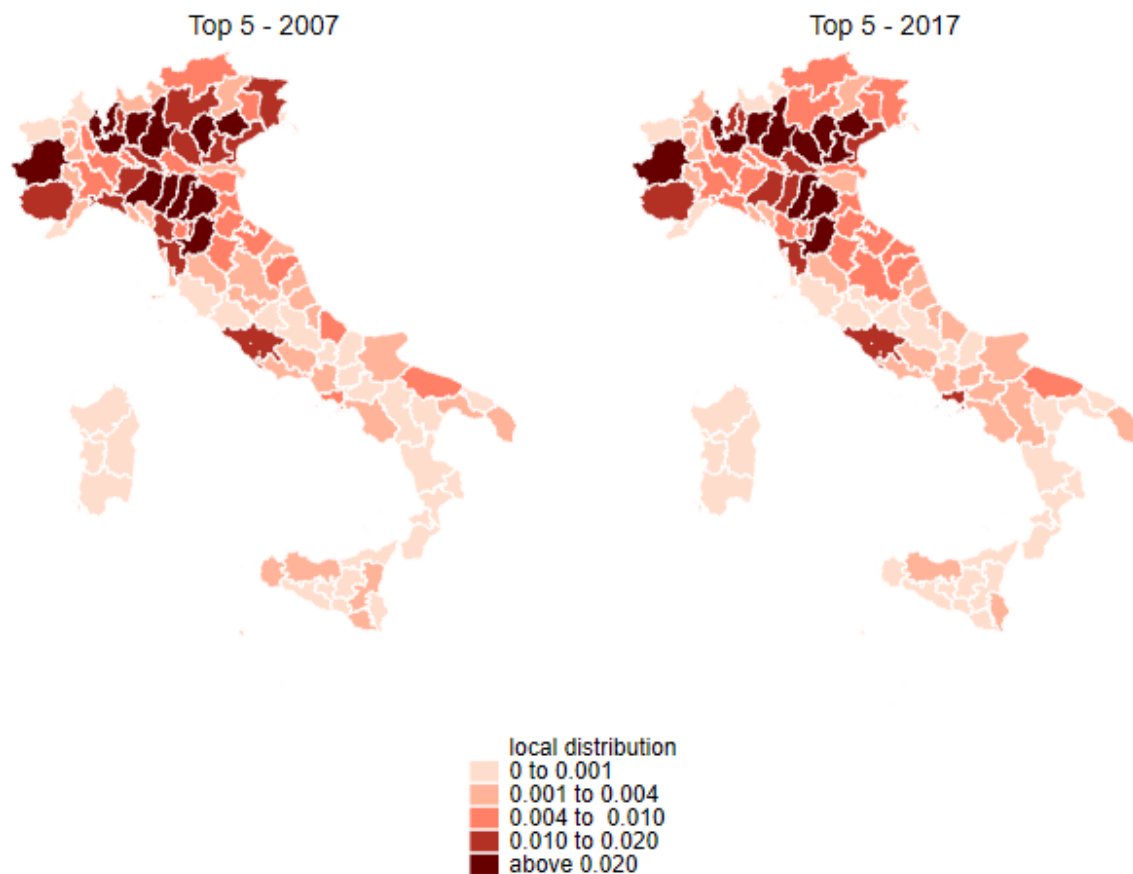 Top 5 - 2007
Top 5 - 2017
local distribution
0 to 0.001
0.001 to 0.004
0.004 to  0.010
0.010 to 0.020
above 0.020